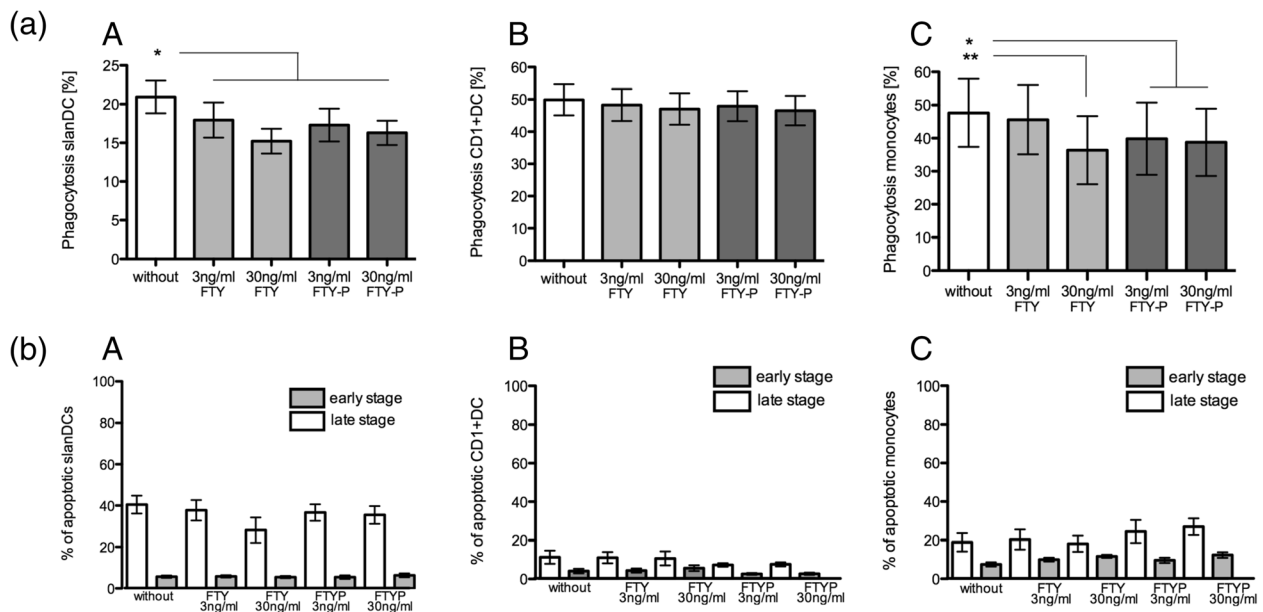 (a)
A
*
Phagocytosis slanDC [%]
25
20
15
10
5
0
without
3ng/ml
FTY
30ng/ml
FTY
3ng/ml
FTY-P
30ng/ml
FTY-P
B
Phagocytosis CD1+DC [%]
60
50
40
30
20
10
0
without
3ng/ml
FTY
30ng/ml
FTY
3ng/ml
FTY-P
30ng/ml
FTY-P
C
*
**
Phagocytosis monocytes [%]
60
50
40
30
20
10
0
without
3ng/ml
FTY
30ng/ml
FTY
3ng/ml
FTY-P
30ng/ml
FTY-P
(b)
A
% of apoptotic slanDCs
100
80
60
40
20
0
early stage
late stage
without
FTY
3ng/ml
FTY
30ng/ml
FTYP
3ng/ml
FTYP
30ng/ml
B
% of apoptotic CD1+DC
100
80
60
40
20
0
early stage
late stage
without
FTY
3ng/ml
FTY
30ng/ml
FTYP
3ng/ml
FTYP
30ng/ml
C
% of apoptotic monocytes
100
80
60
40
20
0
early stage
late stage
without
FTY
3ng/ml
FTY
30ng/ml
FTYP
3ng/ml
FTYP
30ng/ml